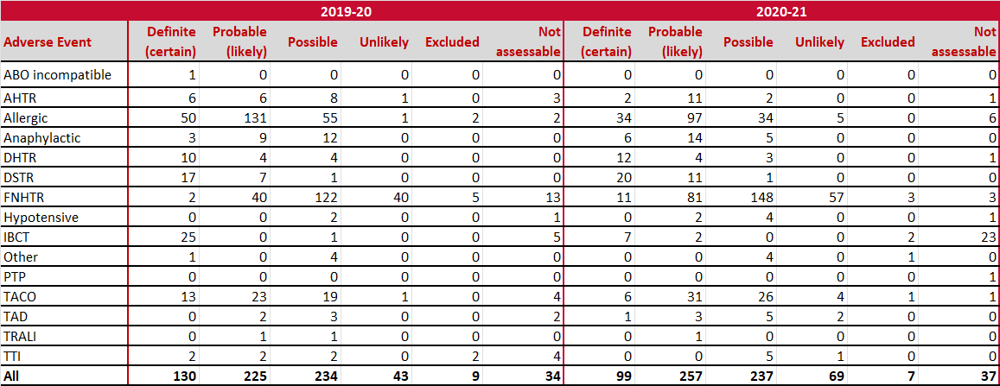 2019-20 2020-21
Adverse Event Definite (certain) Probable (likely) Possible Unlikely Excluded Not assessable Definite (certain) Probable (likely) Possible Unlikely Excluded Not assessable
ABO incompatible 1 0 0 0 0 0 0 0 0 0 0 0
AHTR 6 6 8 1 0 3 2 11 2 0 0 1
Allergic 50 131 55 1 2 2 34 97 34 5 0 6
Anaphylactic 3 9 12 0 0 0 6 14 5 0 0 0
DHTR 10 4 4 0 0 0 12 4 3 0 0 1
DSTR 17 7 1 0 0 0 20 11 1 0 0 0
FNHTR 2 40 122 40 5 13 11 81 148 57 3 3
Hypotensive 0 0 2 0 0 1 0 2 4 0 0 1
IBCT 25 0 1 0 0 5 7 2 0 0 2 23
Other 1 0 4 0 0 0 0 0 4 0 1 0
PTP 0 0 0 0 0 0 0 0 0 0 0 1
TACO 13 23 19 1 0 4 6 31 26 4 1 1
TAD 0 2 3 0 0 2 1 3 5 2 0 0
TRALI 0 1 1 0 0 0 0 1 0 0 0 0
TTI 2 2 2 0 2 4 0 0 5 1 0 0
All 130 225 234 43 9 34 99 257 237 69 7 37